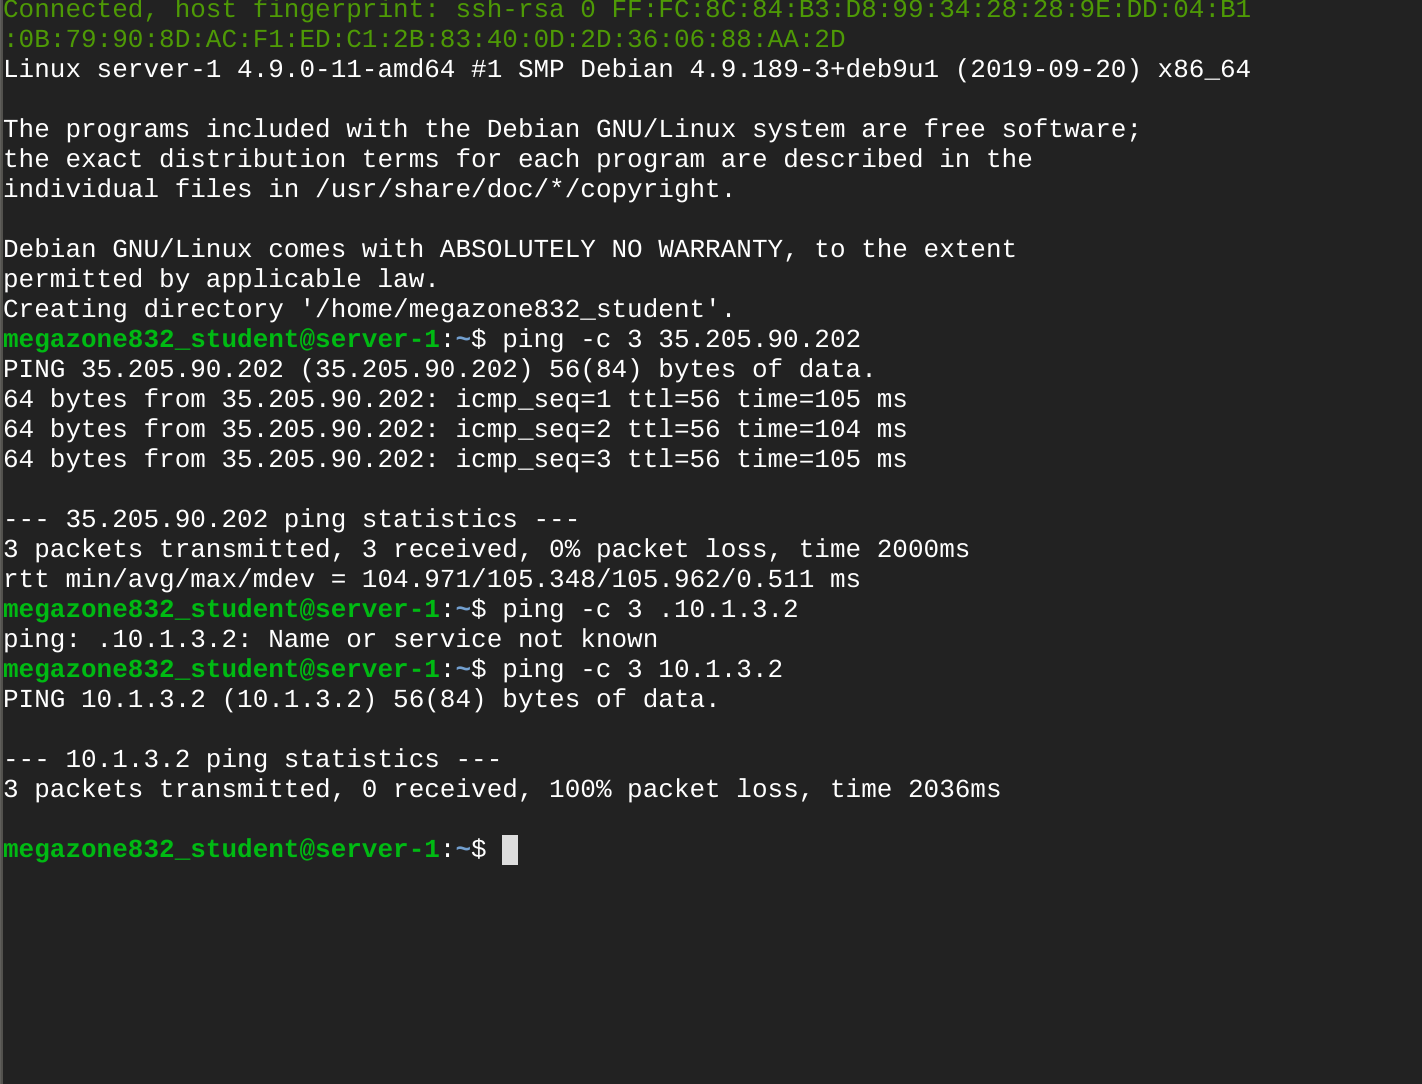 Connected, host fingerprint: ssh-rsa 0 FF:FC:8C:84:B3:D8:99:34:28:28:9E:DD:04:B1
:0B:79:90:8D:AC:F1:ED:C1:2B:83:40:0D:2D:36:06:88:AA:2D
Linux server-1 4.9.0-11-amd64 #1 SMP Debian 4.9.189-3+deb9u1 (2019-09-20) x86_64
The programs included with the Debian GNU/Linux system are free software;
the exact distribution terms for each program are described in the
individual files in /usr/share/doc/*/copyright.
Debian GNU/Linux comes with ABSOLUTELY NO WARRANTY, to the extent
permitted by applicable law.
Creating directory '/home/megazone832_student'.
megazone832_student@server-1:~$ ping -c 3 35.205.90.202
PING 35.205.90.202 (35.205.90.202) 56(84) bytes of data.
64 bytes from 35.205.90.202: icmp_seq=1 ttl=56 time=105 ms
64 bytes from 35.205.90.202: icmp_seq=2 ttl=56 time=104 ms
64 bytes from 35.205.90.202: icmp_seq=3 ttl=56 time=105 ms
--- 35.205.90.202 ping statistics ---
3 packets transmitted, 3 received, 0% packet loss, time 2000ms
rtt min/avg/max/mdev = 104.971/105.348/105.962/0.511 ms
megazone832_student@server-1:~$ ping -c 3 .10.1.3.2
ping: .10.1.3.2: Name or service not known
megazone832_student@server-1:~$ ping -c 3 10.1.3.2
PING 10.1.3.2 (10.1.3.2) 56(84) bytes of data.
--- 10.1.3.2 ping statistics ---
3 packets transmitted, 0 received, 100% packet loss, time 2036ms
megazone832_student@server-1:~$